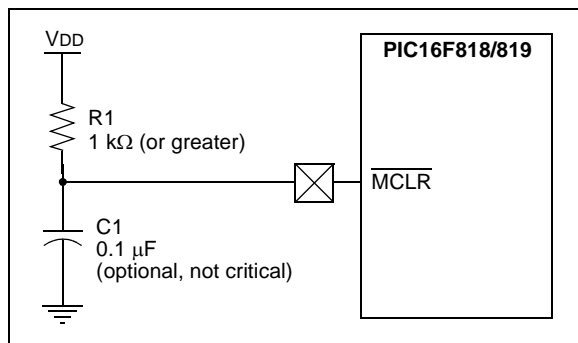 VDD
PIC16F818/819
R1
1 kΩ (or greater)
MCLR
C1
0.1 μF
(optional, not critical)